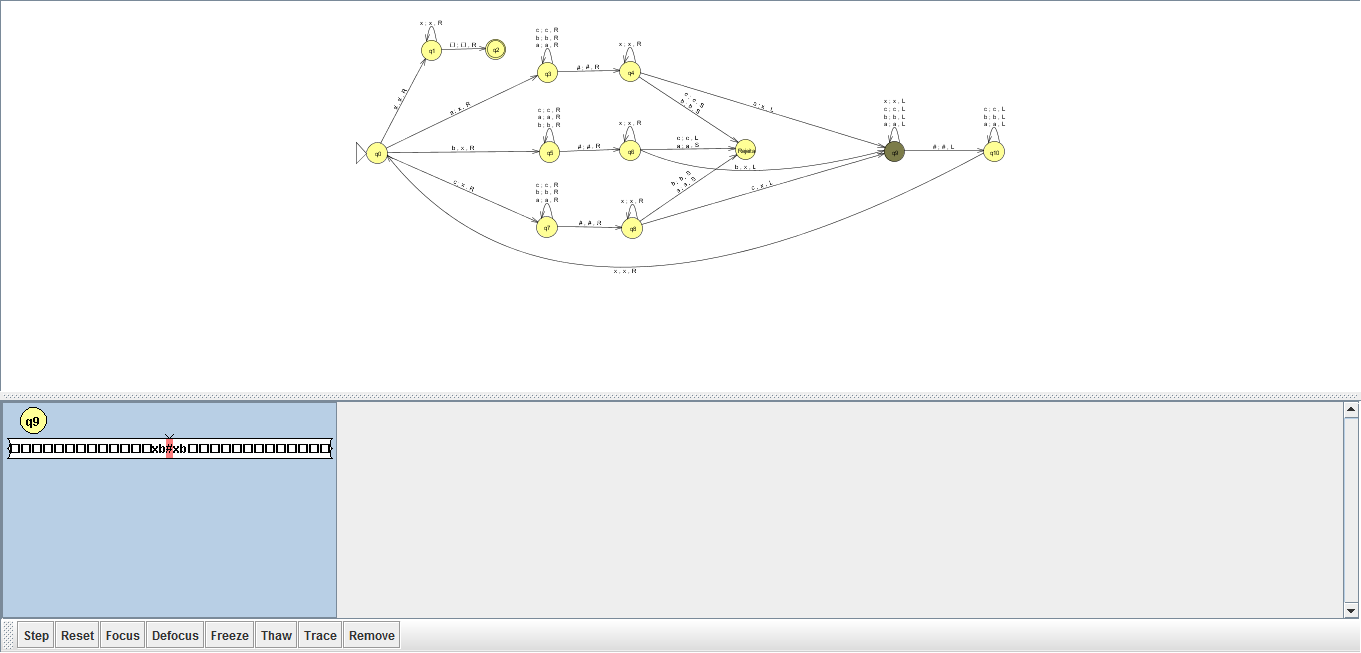 x ; x , R
q1
□ ; □ , R
q2
c ; c , R
b ; b , R
a ; a , R
q3
#; #, R
x ; x , R
q4
a ; x , R
c ; x , L
x ; x , L
c ; c , L
b ; b , L
a ; a , L
c ; c , L
b ; b , L
a ; a , L
c ; c , R
a ; a , R
b ; b , R
x ; x , R
q0
b ; x , R
q5
#; #, R
q6
c ; c , L
a ; a , S
Rejeita
b ; x , L
q9
#; #, L
q10
c ; x , R
c ; c , R
b ; b , R
a ; a , R
q7
#; #, R
x ; x , R
q8
c ; x , L
x ; x , R
q9
xb#xb
Step
Reset
Focus
Defocus
Freeze
Thaw
Trace
Remove